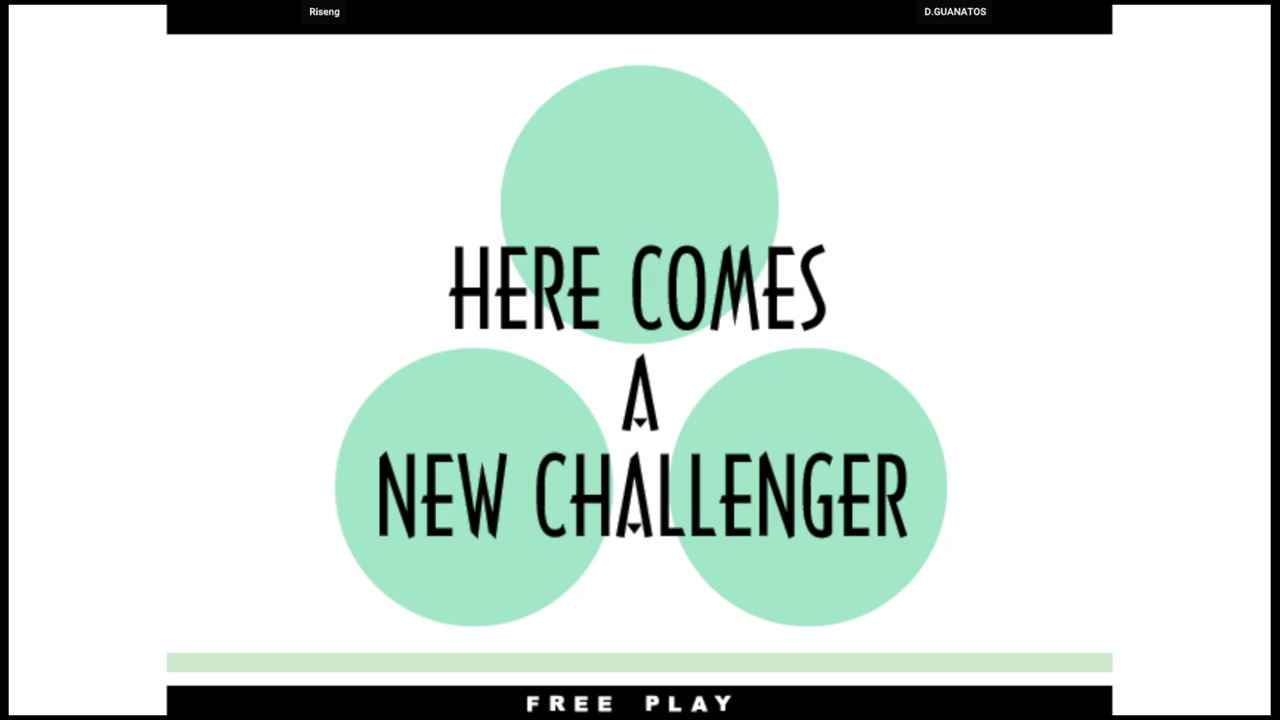 Riseng
D.GUANATOS
HERE COMES
A
NEW CHALLENGER
FREE PLAY